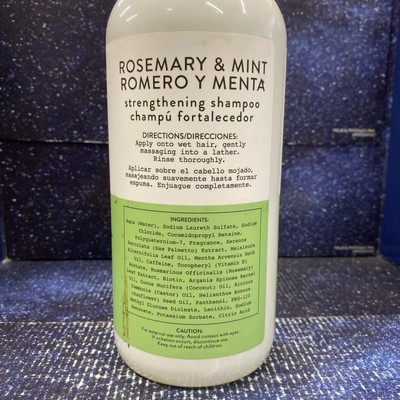 ROSEMARY & MINT
ROMERO Y MENTA
strengthening shampoo
champú fortalecedor
DIRECTIONS/DIRECCIONES:
Apply onto wet hair, gently
massaging into a lather.
Rinse thoroughly.
Aplicar sobre el cabello mojado,
masajeando suavemente hasta formar
espuma. Enjuague completamente.
INGREDIENTS:
Aqua (Water), Sodium Laureth Sulfate, Sodium
Chloride, Cocamidopropyl Betaine,
Polyquaternium-7, Fragrance, Serenoa
Serrulata (Saw Palmetto) Extract, Melaleuca
Alternifolia Leaf Oil, Mentha Arvensis Herb
Oil, Caffeine, Tocopheryl (Vitamin E)
Acetate, Rosmarinus Officinalis (Rosemary)
Leaf Extract, Biotin, Argania Spinosa Kernel
Oil, Cocos Nucifera (Coconut) Oil, Ricinus
Communis (Castor) Oil, Helianthus Annuus
(Sunflower) Seed Oil, Panthenol, PEG-120
Methyl Glucose Dioleate, Lecithin, Sodium
Benzoate, Potassium Sorbate, Citric Acid
CAUTION:
For external use only. Avoid contact with eyes.
If irritation occurs, discontinue use.
Keep out of reach of children.